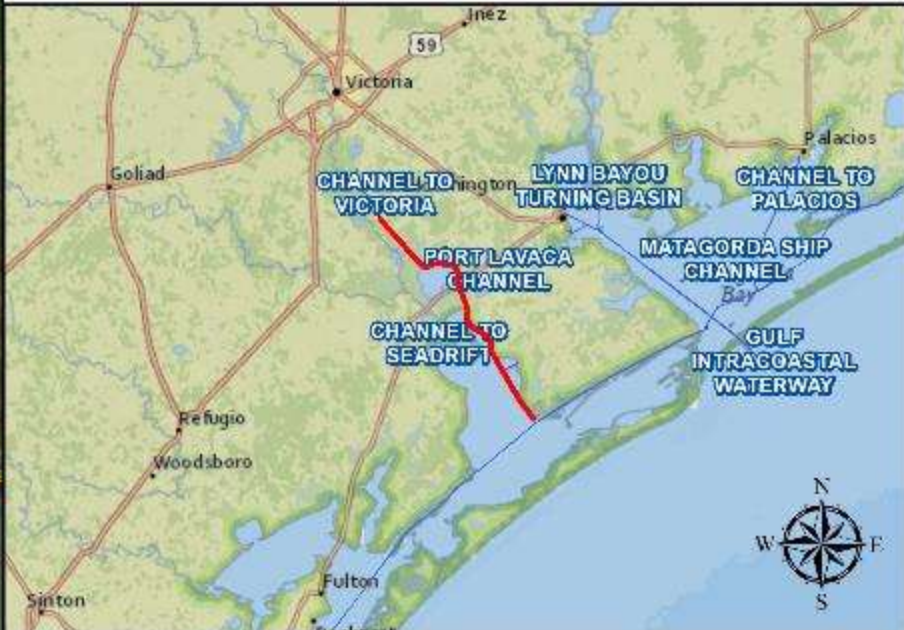 Inez
59
Victoria
Palacios
Goliad
CHANNEL TO
VICTORIA
hington
LYNN BAYOU
TURNING BASIN
CHANNEL TO
PALACIOS
PORT LAVACA
CHANNEL
MATAGORDA SHIP
CHANNEL
Bay
CHANNEL TO
SEADRIFT
GULF
INTRACOASTAL
WATERWAY
Refugio
Woodsboro
N
W E
S
Fulton
Sinton